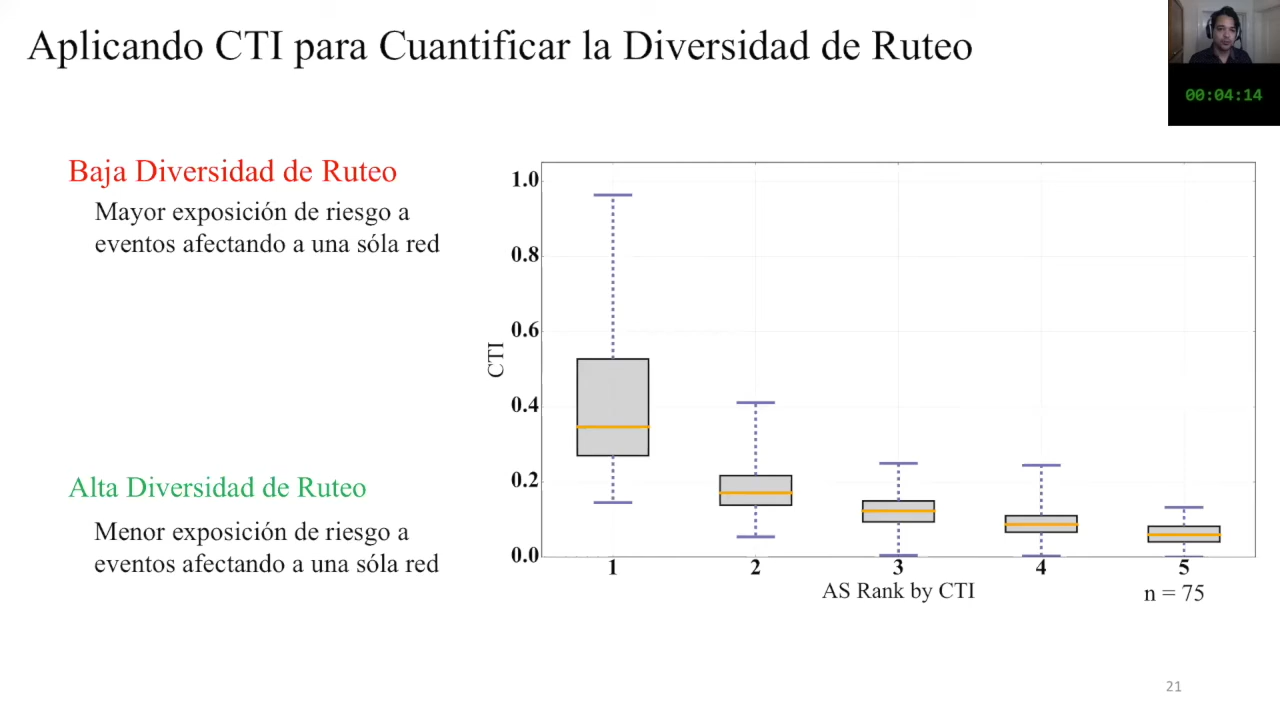 Aplicando CTI para Cuantificar la Diversidad de Ruteo
00:04:14
Baja Diversidad de Ruteo
Mayor exposición de riesgo a
eventos afectando a una sóla red
Alta Diversidad de Ruteo
Menor exposición de riesgo a
eventos afectando a una sóla red
CTI
1.0
0.8
0.6
0.4
0.2
0.0
1 2 3 4 5
AS Rank by CTI
n = 75
21